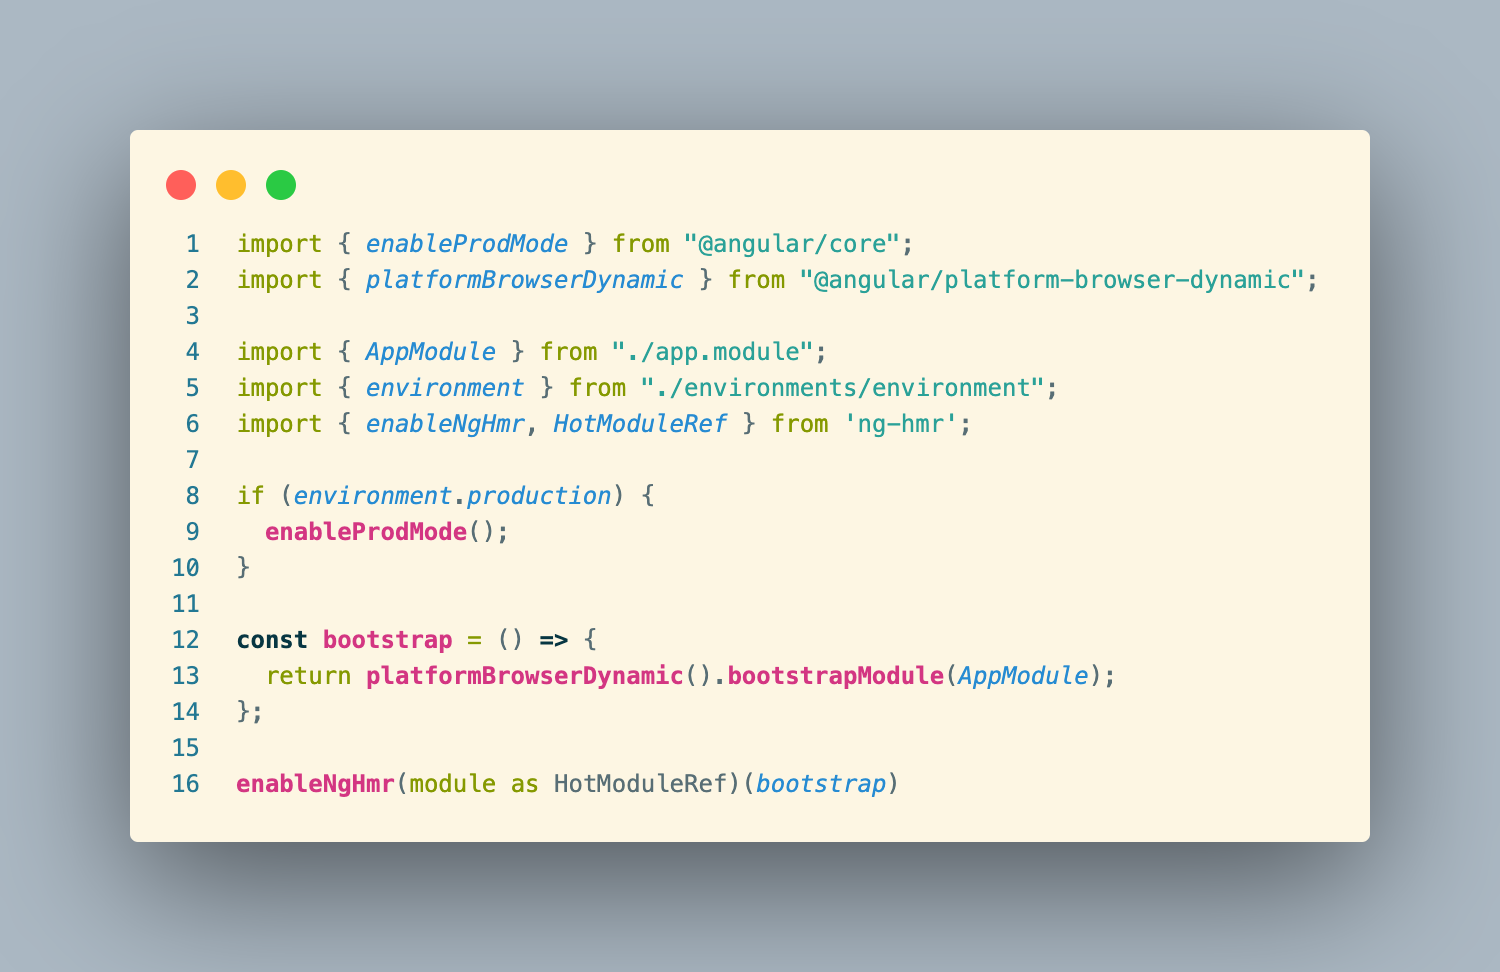 1 import { enableProdMode } from "@angular/core";
2 import { platformBrowserDynamic } from "@angular/platform-browser-dynamic";
3
4 import { AppModule } from "./app.module";
5 import { environment } from "./environments/environment";
6 import { enableNgHmr, HotModuleRef } from 'ng-hmr';
7
8 if (environment.production) {
9   enableProdMode();
10 }
11
12 const bootstrap = () => {
13   return platformBrowserDynamic().bootstrapModule(AppModule);
14 };
15
16 enableNgHmr(module as HotModuleRef)(bootstrap)